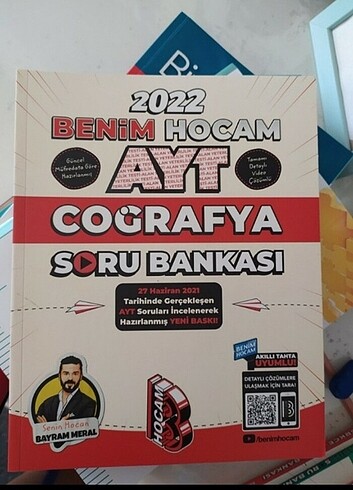 2022
BENİM HOCAM
Güncel
Müfredata Göre
Hazırlanmış
AYT
Tamamı
Detaylı
Video
Çözümlü
COĞRAFYA
SORU BANKASI
27 Haziran 2021
Tarihinde Gerçekleşen
AYT Soruları İncelenerek
Hazırlanmış YENİ BASKI!
BENİM
HOCAM
AKILLI TAHTA
UYUMLU!
DETAYLI ÇÖZÜMLERE
ULAŞMAK İÇİN TARA!
Senin Hocan
BAYRAM MERAL
HOCAM
B
/benimhocam